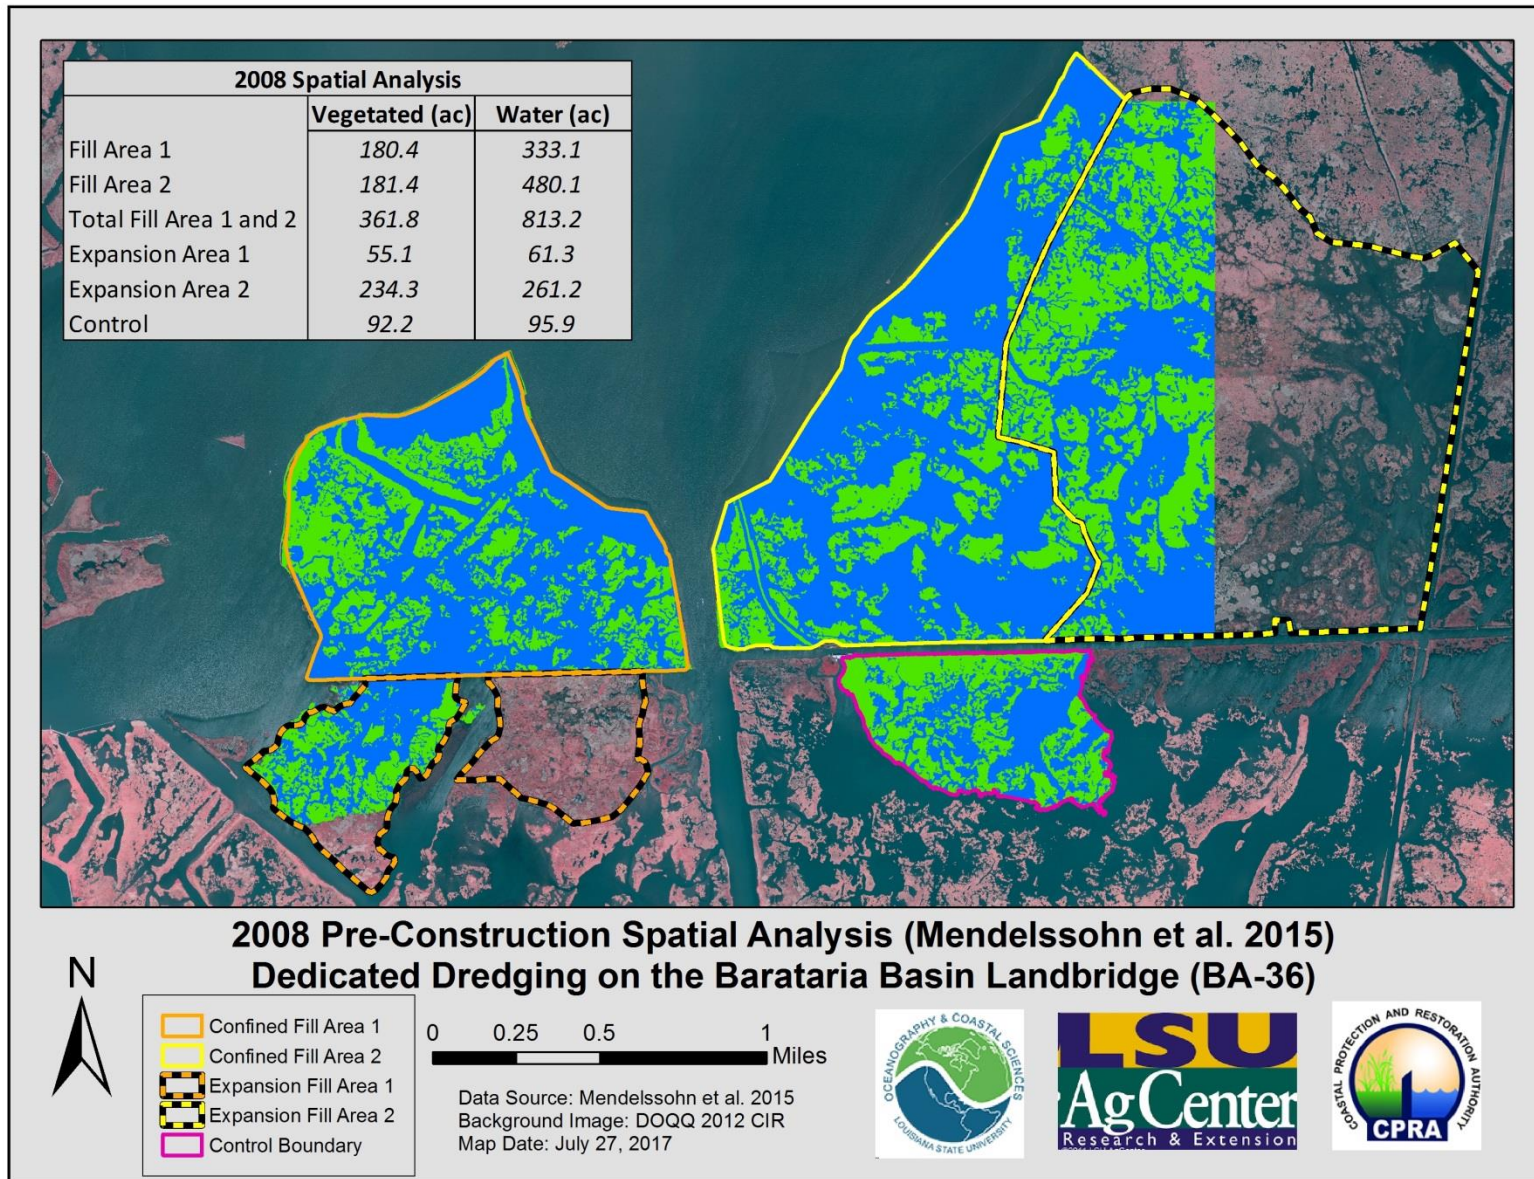 2008 Spatial Analysis
Vegetated (ac) Water (ac)
Fill Area 1 180.4 333.1
Fill Area 2 181.4 480.1
Total Fill Area 1 and 2 361.8 813.2
Expansion Area 1 55.1 61.3
Expansion Area 2 234.3 261.2
Control 92.2 95.9
2008 Pre-Construction Spatial Analysis (Mendelssohn et al. 2015)
Dedicated Dredging on the Barataria Basin Landbridge (BA-36)
N
Confined Fill Area 1
Confined Fill Area 2
Expansion Fill Area 1
Expansion Fill Area 2
Control Boundary
0 0.25 0.5 1
Miles
Data Source: Mendelssohn et al. 2015
Background Image: DOQQ 2012 CIR
Map Date: July 27, 2017
OCEANOGRAPHY & COASTAL SCIENCES
LOUISIANA STATE UNIVERSITY
LSU
AgCenter
Research & Extension
COASTAL PROTECTION AND RESTORATION AUTHORITY
CPRA